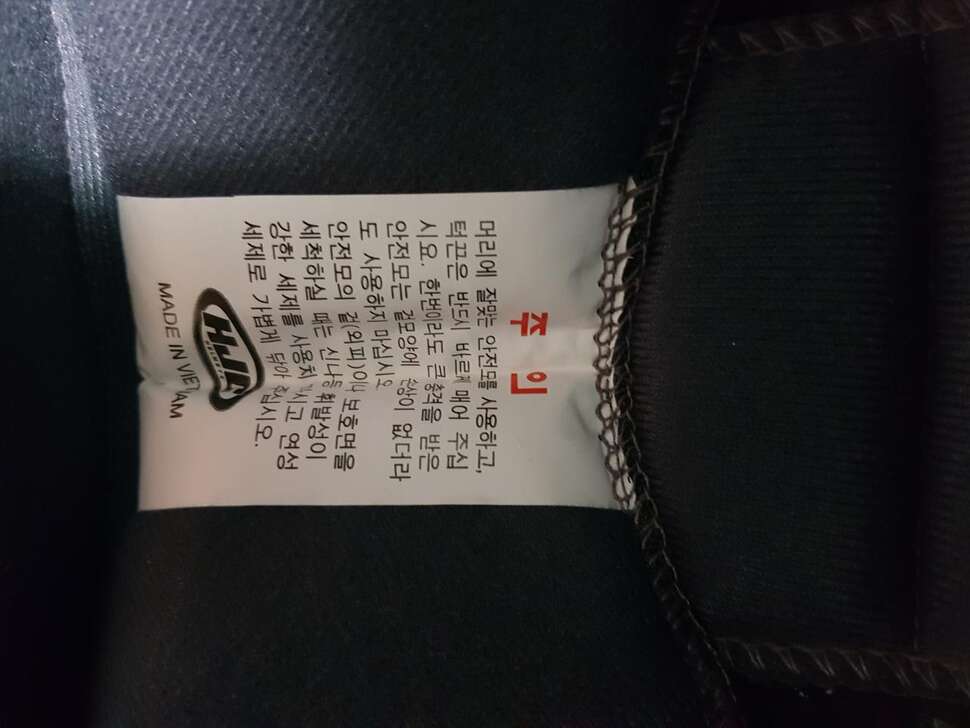 주 의
머리에 잘맞는 안전모를 사용하고,
턱끈은 반드시 바르게 매어 주십
시요. 한번이라도 큰충격을 받은
안전모는 겉모양에 손상이 없더라
도 사용하지 마십시오
안전모의 겉(외피)이나 보호면을
세척하실 때는 신나등 휘발성이
강한 세제를 사용치 마시고 연성
세제로 가볍게 닦아 주십시오.
HJC
HELMETS
MADE IN VIETNAM